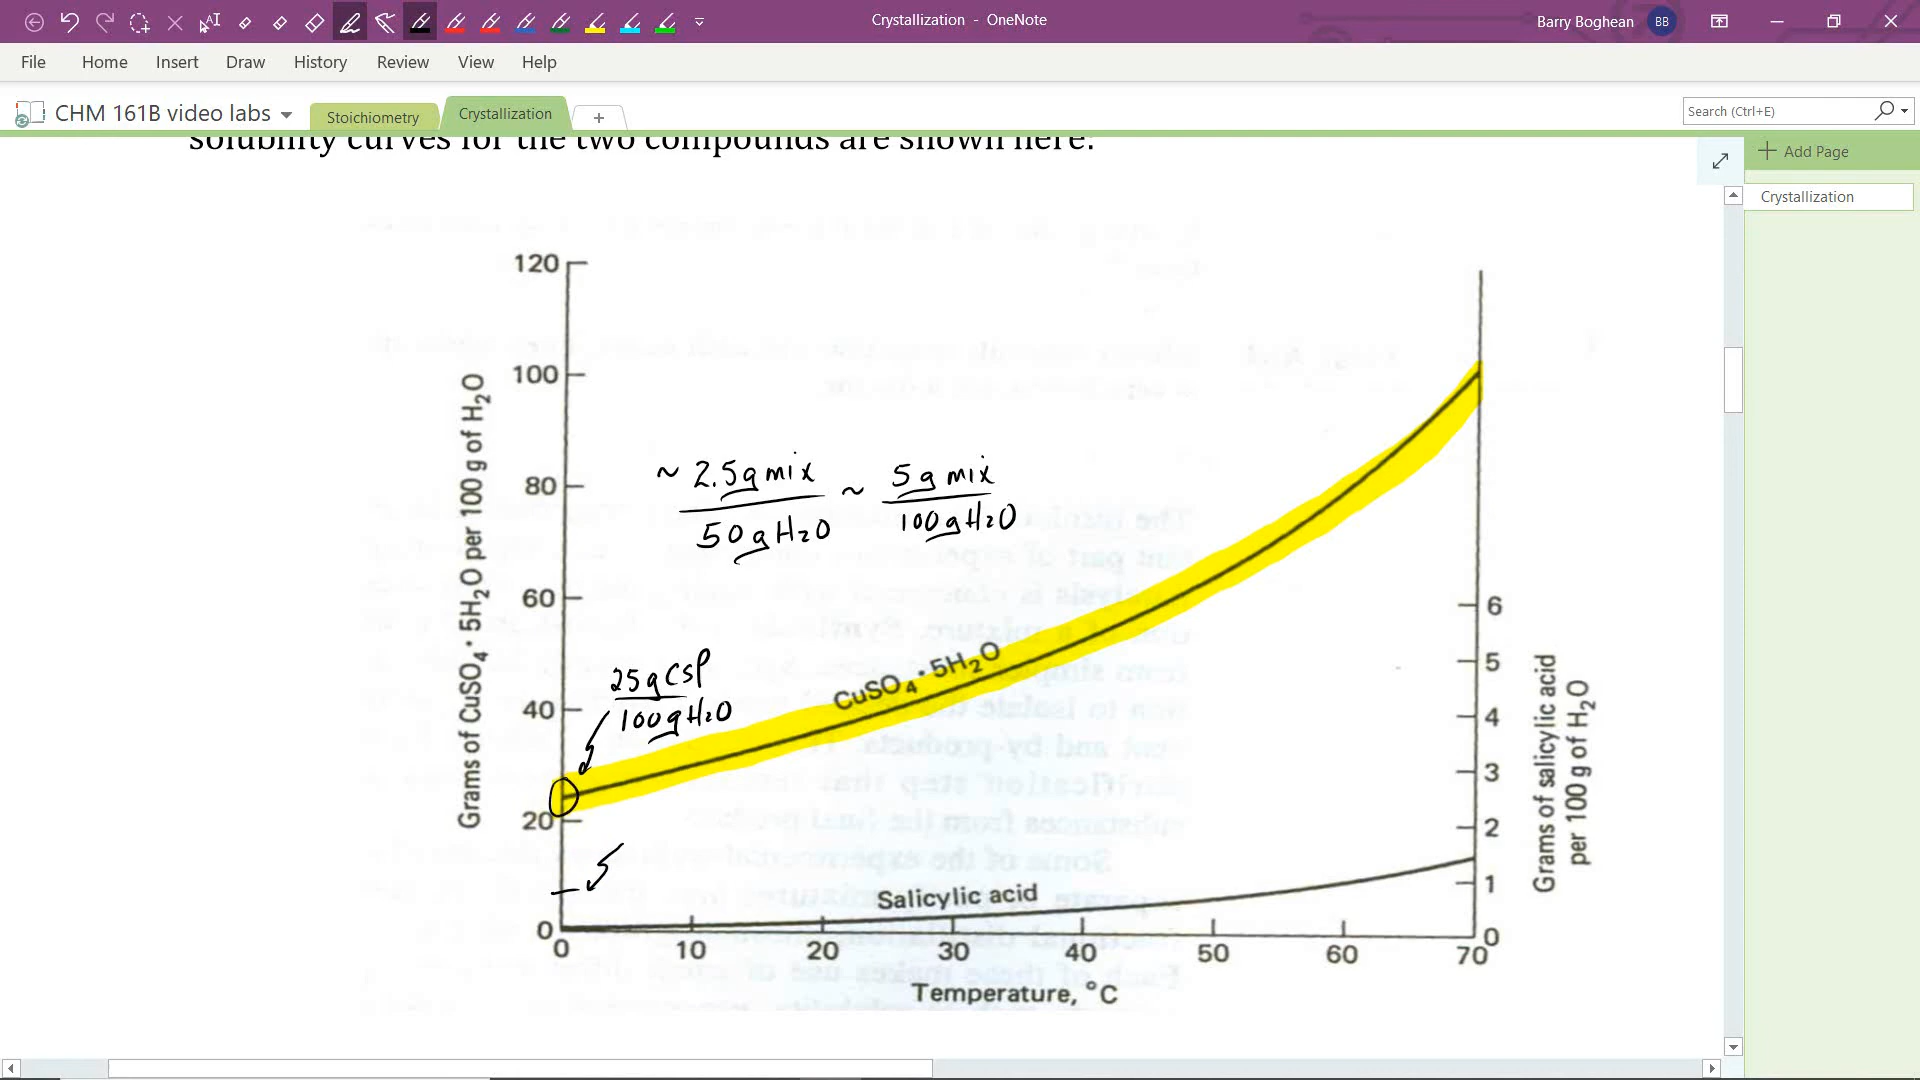 Crystallization - OneNote
Barry Boghean
BB
File Home Insert Draw History Review View Help
CHM 161B video labs
Stoichiometry
Crystallization
+
Search (Ctrl+E)
Add Page
Crystallization
solubility curves for the two compounds are shown here:
120
100
80
60
40
20
0
Grams of CuSO₄ · 5H₂O per 100 g of H₂O
~ 2.5g mix ~ 5g mix
50g H₂O 100g H₂O
25g CSP
100g H₂O
CuSO₄ · 5H₂O
Salicylic acid
6
5
4
3
2
1
0
Grams of salicylic acid
per 100 g of H₂O
0 10 20 30 40 50 60 70
Temperature, °C